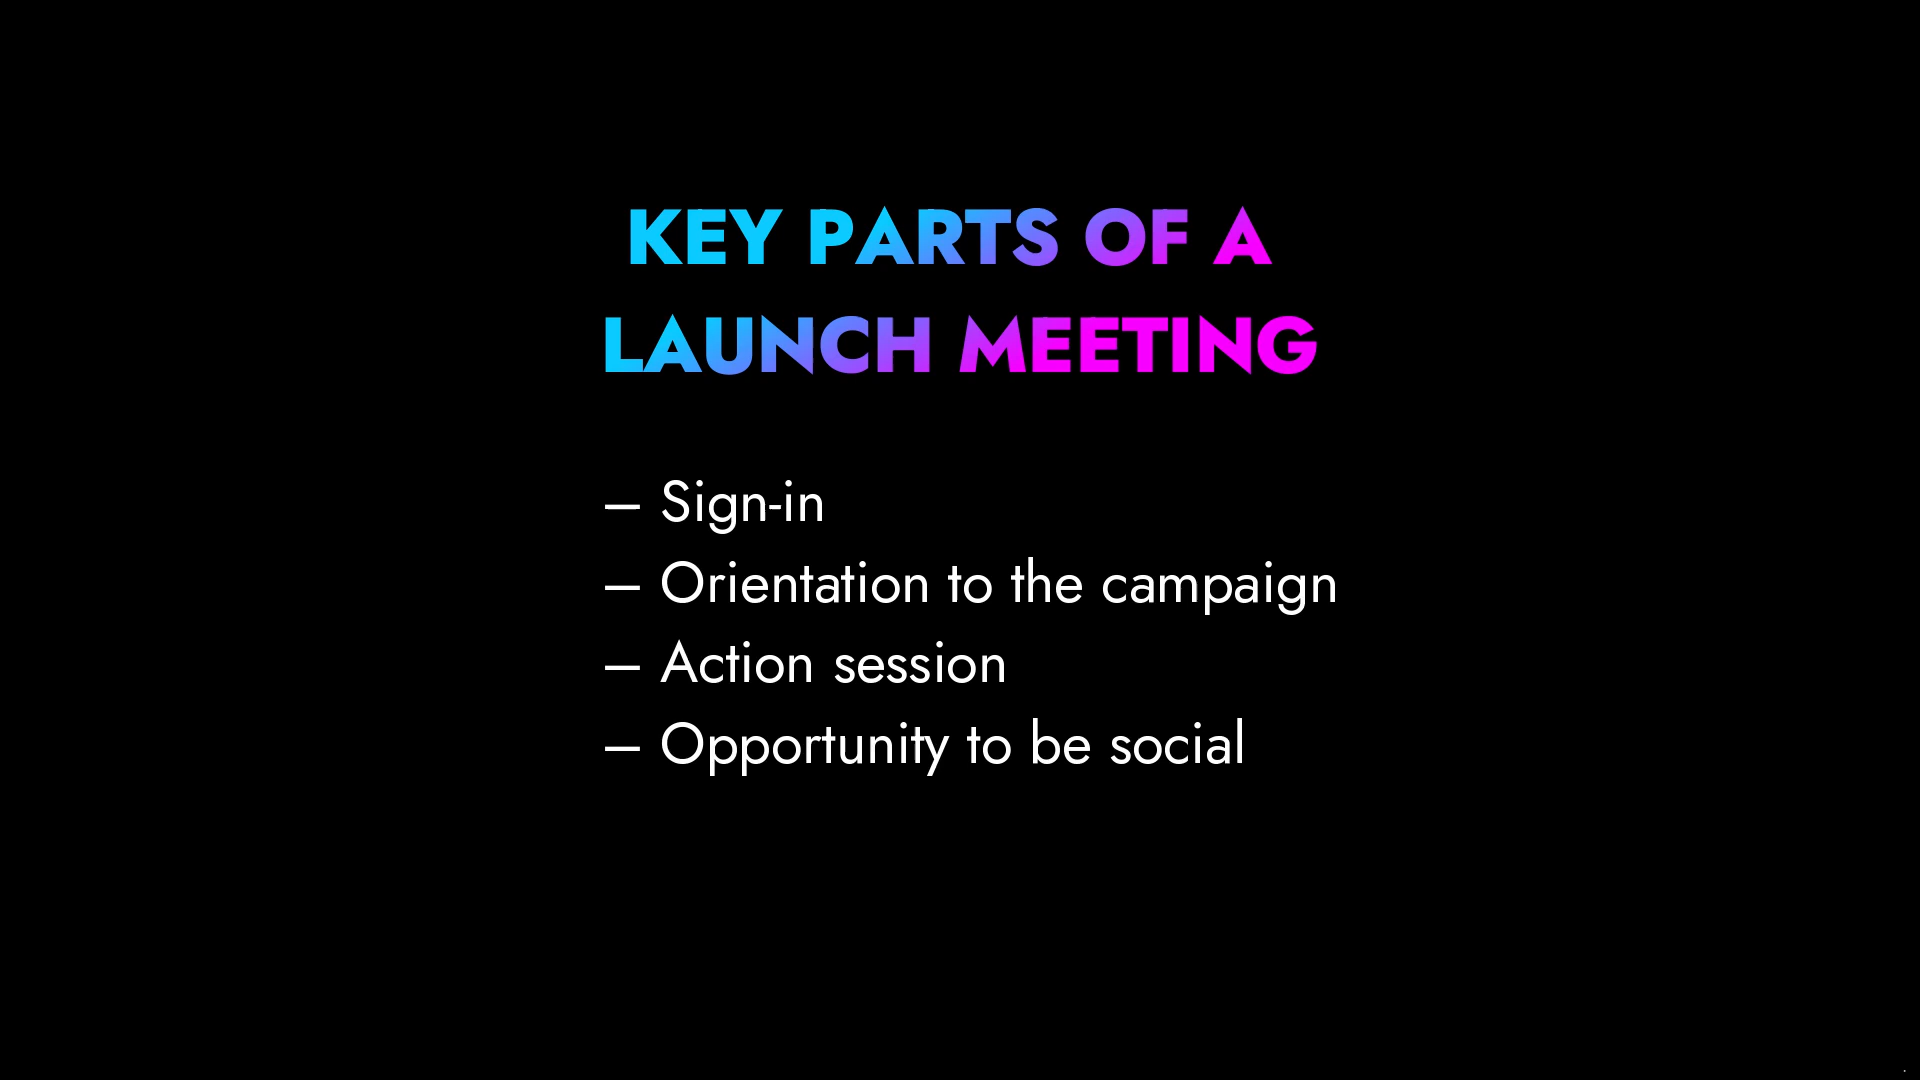 KEY PARTS OF A
LAUNCH MEETING
– Sign-in
– Orientation to the campaign
– Action session
– Opportunity to be social